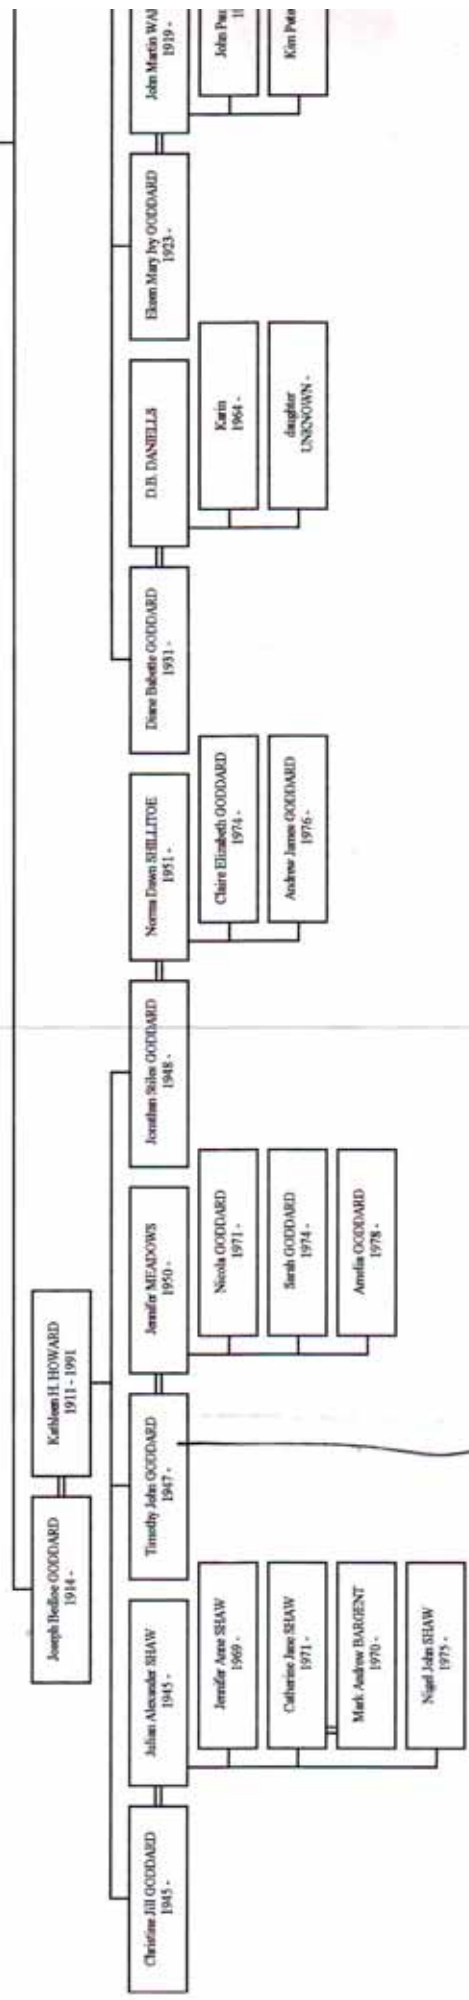 Joseph Bedloe GODDARD
1914 -
Kathleen H. HOWARD
1911 - 1991
Christine Jill GODDARD
1945 -
Julian Alexander SHAW
1945 -
Jennifer Anne SHAW
1969 -
Catherine Jane SHAW
1971 -
Mark Andrew BARGENT
1970 -
Nigel John SHAW
1975 -
Timothy John GODDARD
1947 -
Jennifer MEADOWS
1950 -
Nicola GODDARD
1971 -
Sarah GODDARD
1974 -
Amelia GODDARD
1978 -
Jonathan Stiles GODDARD
1948 -
Norma Dawn SHILLITOE
1951 -
Claire Elizabeth GODDARD
1974 -
Andrew James GODDARD
1976 -
Diane Babette GODDARD
1931 -
D.B. DANIELLS
Karin
1964 -
daughter
UNKNOWN -
Eileen Mary Ivy GODDARD
1923 -
John Martin
1919 -
John
Kim